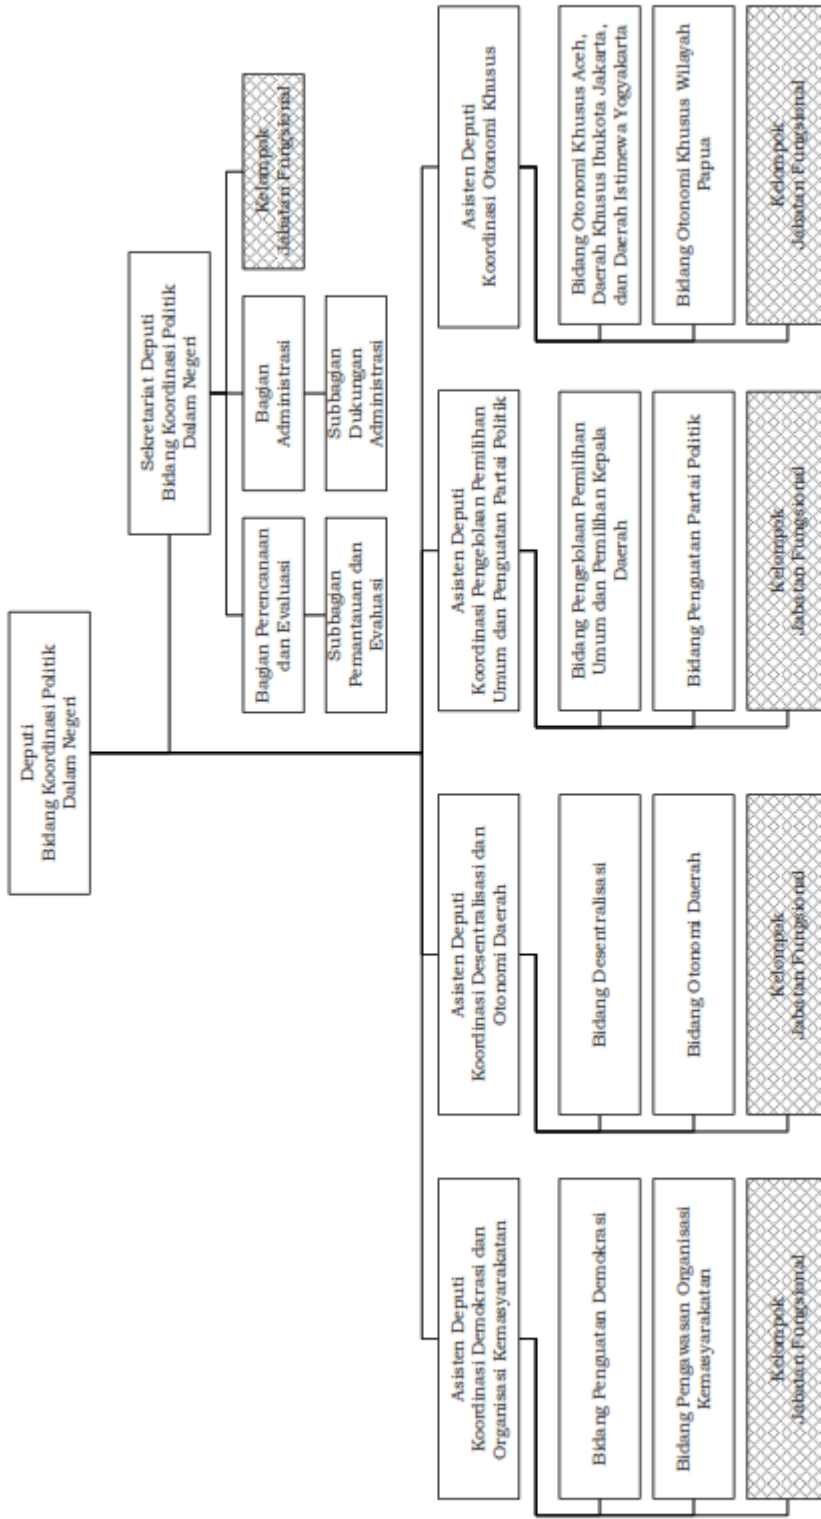 Deputi
Bidang Koordinasi Politik
Dalam Negeri
Sekretariat Deputi
Bidang Koordinasi Politik
Dalam Negeri
Bagian Perencanaan
dan Evaluasi
Bagian
Administrasi
Kelompok
Jabatan Fungsional
Subbagian
Pemantauan dan
Evaluasi
Subbagian
Dukungan
Administrasi
Asisten Deputi
Koordinasi Demokrasi dan
Organisasi Kemasyarakatan
Bidang Penguatan Demokrasi
Bidang Pengawasan Organisasi
Kemasyarakatan
Kelompok
Jabatan Fungsional
Asisten Deputi
Koordinasi Desentralisasi dan
Otonomi Daerah
Bidang Desentralisasi
Bidang Otonomi Daerah
Kelompok
Jabatan Fungsional
Asisten Deputi
Koordinasi Pengelolaan Pemilihan
Umum dan Penguatan Partai Politik
Bidang Pengelolaan Pemilihan
Umum dan Pemilihan Kepala
Daerah
Bidang Penguatan Partai Politik
Kelompok
Jabatan Fungsional
Asisten Deputi
Koordinasi Otonomi Khusus
Bidang Otonomi Khusus Aceh,
Daerah Khusus Ibukota Jakarta,
dan Daerah Istimewa Yogyakarta
Bidang Otonomi Khusus Wilayah
Papua
Kelompok
Jabatan Fungsional